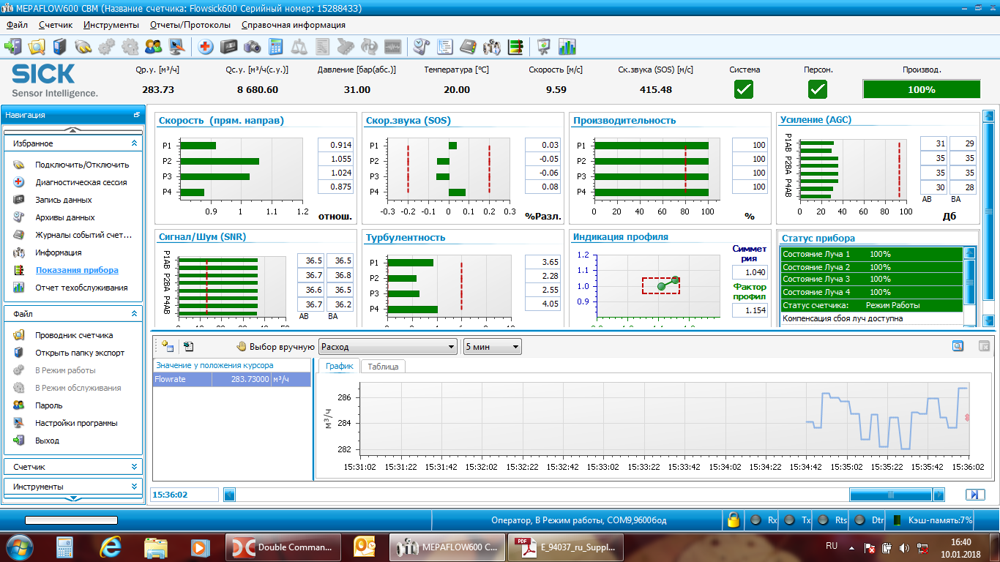 MEPAFLOW600 CBM (Название счетчика: Flowsick600 Серийный номер: 15288433)
Файл Счетчик Инструменты Отчеты/Протоколы Справочная информация
SICK
Sensor Intelligence.
Qр.у. [м³/ч] Qс.у. [м³/ч(с.у.)] Давление [бар(абс.)] Температура [°C] Скорость [м/с] Ск.звука (SOS) [м/с] Система Персон. Производ.
283.73 8 680.60 31.00 20.00 9.59 415.48 100%
Навигация
Избранное
Подключить/Отключить
Диагностическая сессия
Запись данных
Архивы данных
Журналы событий счет...
Информация
Показания прибора
Отчет техобслуживания
Файл
Проводник счетчика
Открыть папку экспорт
В Режим работы
В Режим обслуживания
Пароль
Настройки программы
Выход
Счетчик
Инструменты
Скорость (прям. направ)
P1 0.914
P2 1.055
P3 1.024
P4 0.875
0.9 1 1.1 1.2
отнош.
Скор.звука (SOS)
P1 0.03
P2 -0.05
P3 -0.06
P4 0.08
-0.3 -0.2 -0.1 0 0.1 0.2 0.3
%Разл.
Производительность
P1 100
P2 100
P3 100
P4 100
0 20 40 60 80 100
%
Усиление (AGC)
P1AB P2BA P4AB
31 29
35 35
35 35
30 28
AB BA
0 20 40 60 80 100
Дб
Сигнал/Шум (SNR)
P1AB P2BA P4AB
36.5 36.5
36.7 36.8
36.6 36.5
36.7 36.2
AB BA
Турбулентность
P1 3.65
P2 2.28
P3 2.55
P4 4.05
Индикация профиля
1.2
1.0
0.9
Симмет
рия
1.040
Фактор
профил
1.154
Статус прибора
Состояние Луча 1 100%
Состояние Луча 2 100%
Состояние Луча 3 100%
Состояние Луча 4 100%
Статус счетчика: Режим Работы
Компенсация сбоя луч доступна
Выбор вручную Расход 5 мин
Значение у положения курсора
Flowrate 283.73000 м³/ч
График Таблица
м³/ч
286
284
282
15:31:02 15:31:22 15:31:42 15:32:02 15:32:22 15:32:42 15:33:02 15:33:22 15:33:42 15:34:02 15:34:22 15:34:42 15:35:02 15:35:22 15:35:42 15:36:02
15:36:02
Оператор, В Режим работы, COM9,9600бод Rx Tx Rts Dtr Кэш-память:7%
Double Comman... MEPAFLOW600 C... PDF E_94037_ru_Suppl... RU 16:40
10.01.2018